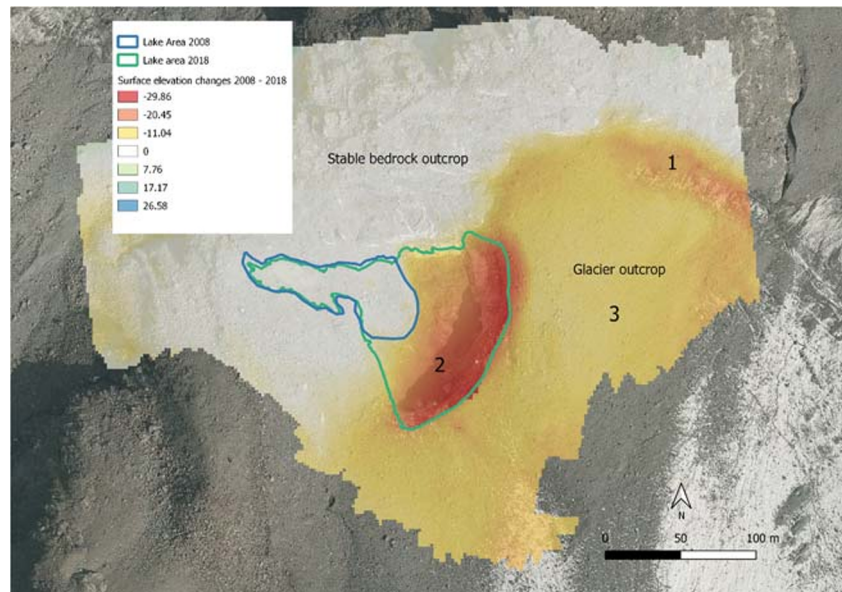 Lake Area 2008
Lake area 2018
Surface elevation changes 2008 - 2018
-29.86
-20.45
-11.04
0
7.76
17.17
26.58
Stable bedrock outcrop
1
Glacier outcrop
3
2
N
0 50 100 m